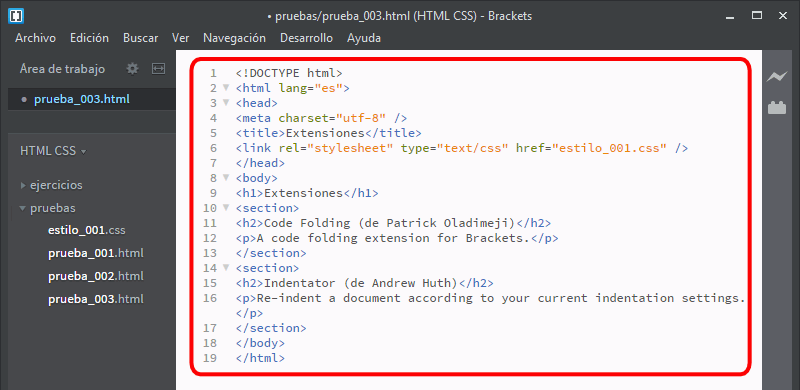 • pruebas/prueba_003.html (HTML CSS) - Brackets
Archivo Edición Buscar Ver Navegación Desarrollo Ayuda
Área de trabajo
• prueba_003.html
HTML CSS
ejercicios
pruebas
estilo_001.css
prueba_001.html
prueba_002.html
prueba_003.html
1 <!DOCTYPE html>
2 <html lang="es">
3 <head>
4 <meta charset="utf-8" />
5 <title>Extensiones</title>
6 <link rel="stylesheet" type="text/css" href="estilo_001.css" />
7 </head>
8 <body>
9 <h1>Extensiones</h1>
10 <section>
11 <h2>Code Folding (de Patrick Oladimeji)</h2>
12 <p>A code folding extension for Brackets.</p>
13 </section>
14 <section>
15 <h2>Indentator (de Andrew Huth)</h2>
16 <p>Re-indent a document according to your current indentation settings.
</p>
17 </section>
18 </body>
19 </html>